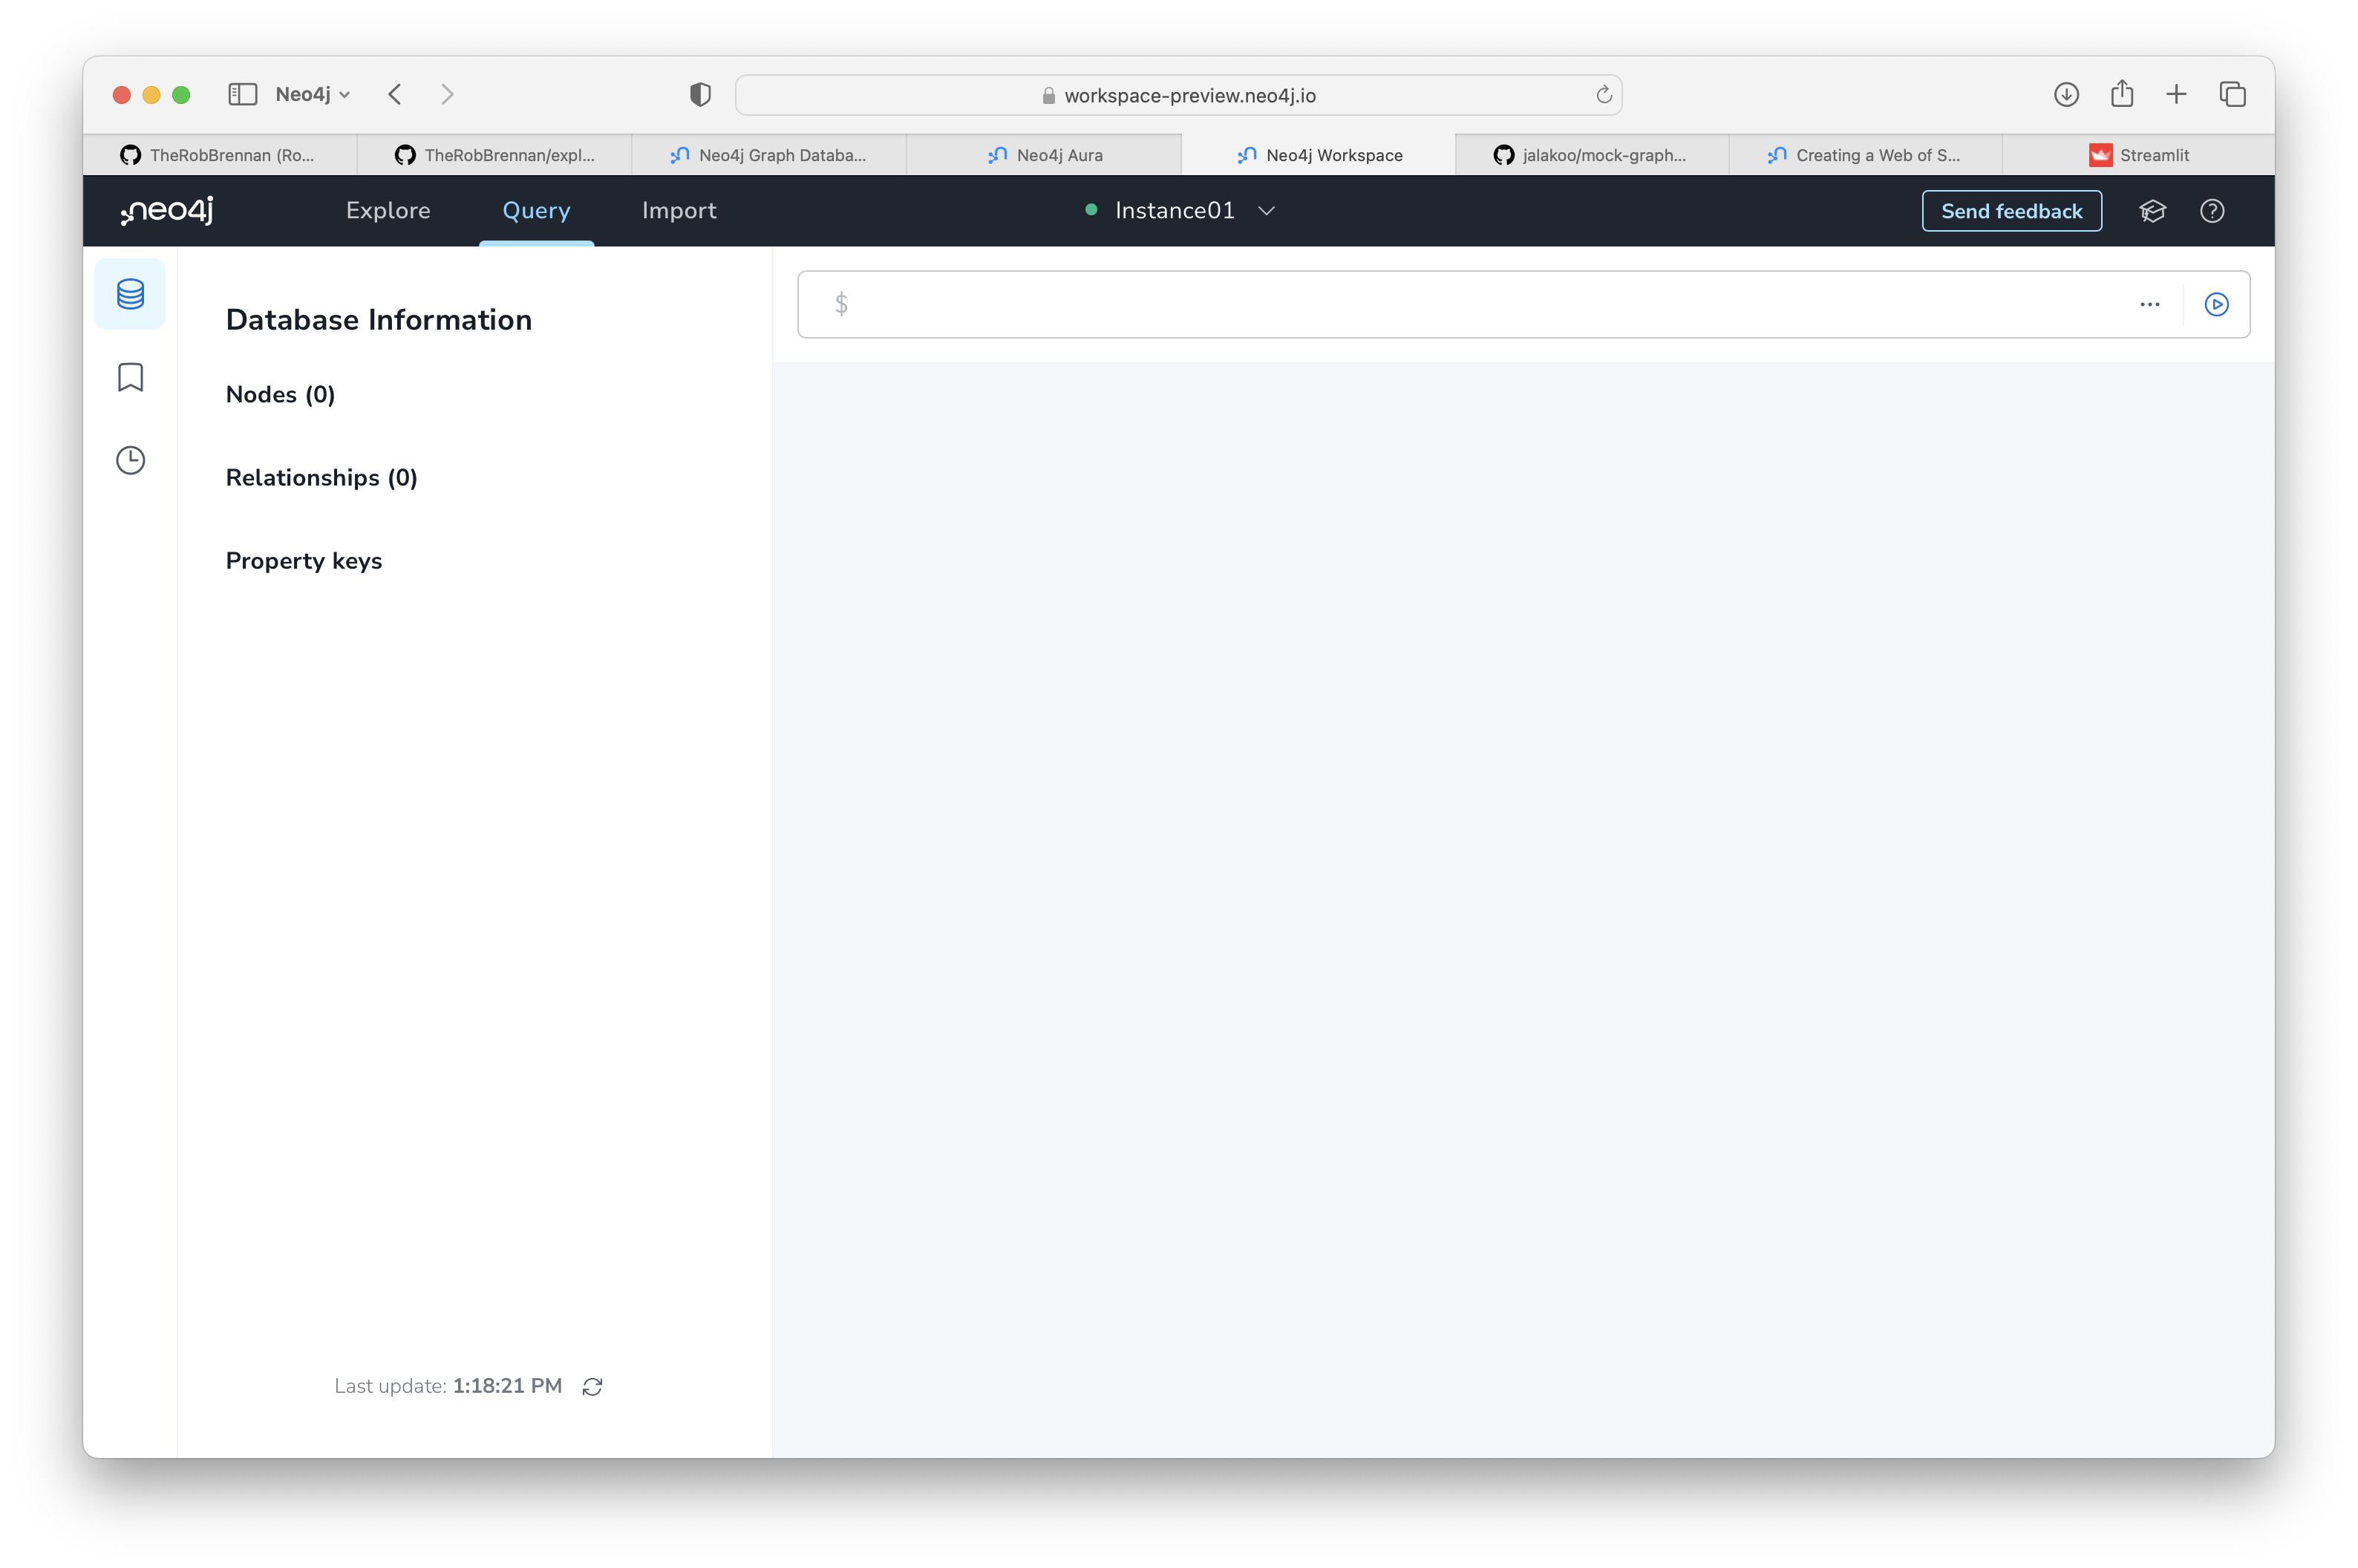 Neo4j
workspace-preview.neo4j.io
TheRobBrennan (Ro...
TheRobBrennan/expl...
Neo4j Graph Databa...
Neo4j Aura
Neo4j Workspace
jalakoo/mock-graph...
Creating a Web of S...
Streamlit
neo4j
Explore
Query
Import
Instance01
Send feedback
?
Database Information
$
...
Nodes (0)
Relationships (0)
Property keys
Last update: 1:18:21 PM